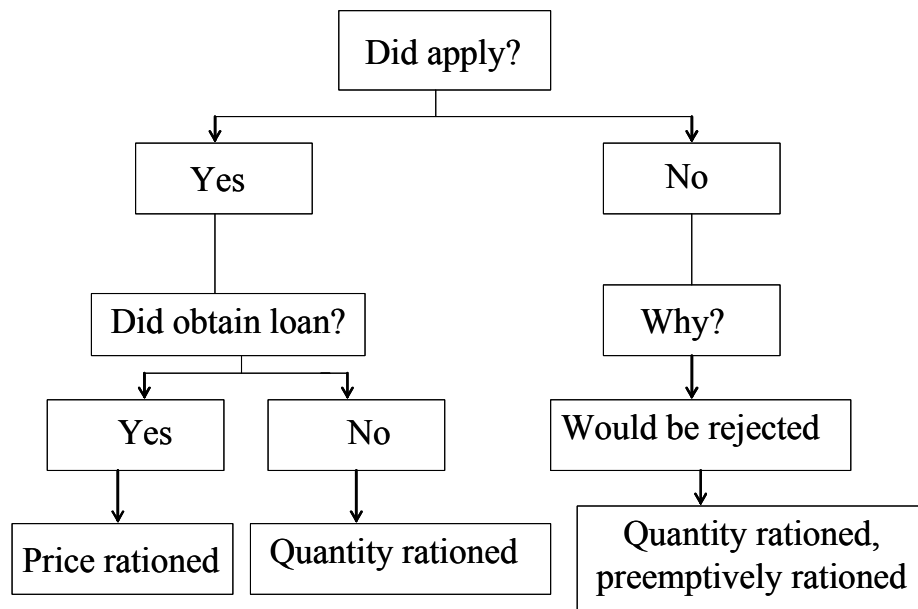 Did apply?
Yes
No
Did obtain loan?
Why?
Yes
No
Would be rejected
Price rationed
Quantity rationed
Quantity rationed,
preemptively rationed